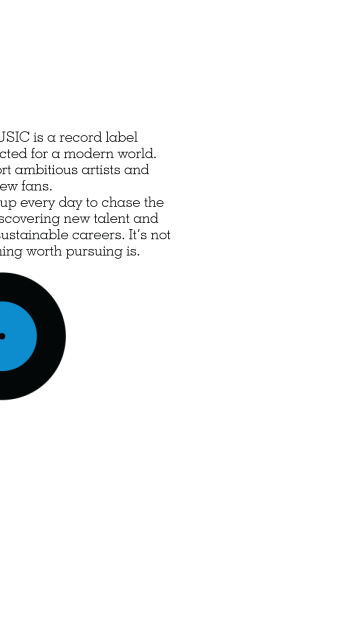 USIC is a record label
cted for a modern world.
ort ambitious artists and
ew fans.
up every day to chase the
scovering new talent and
sustainable careers. It's not
ning worth pursuing is.